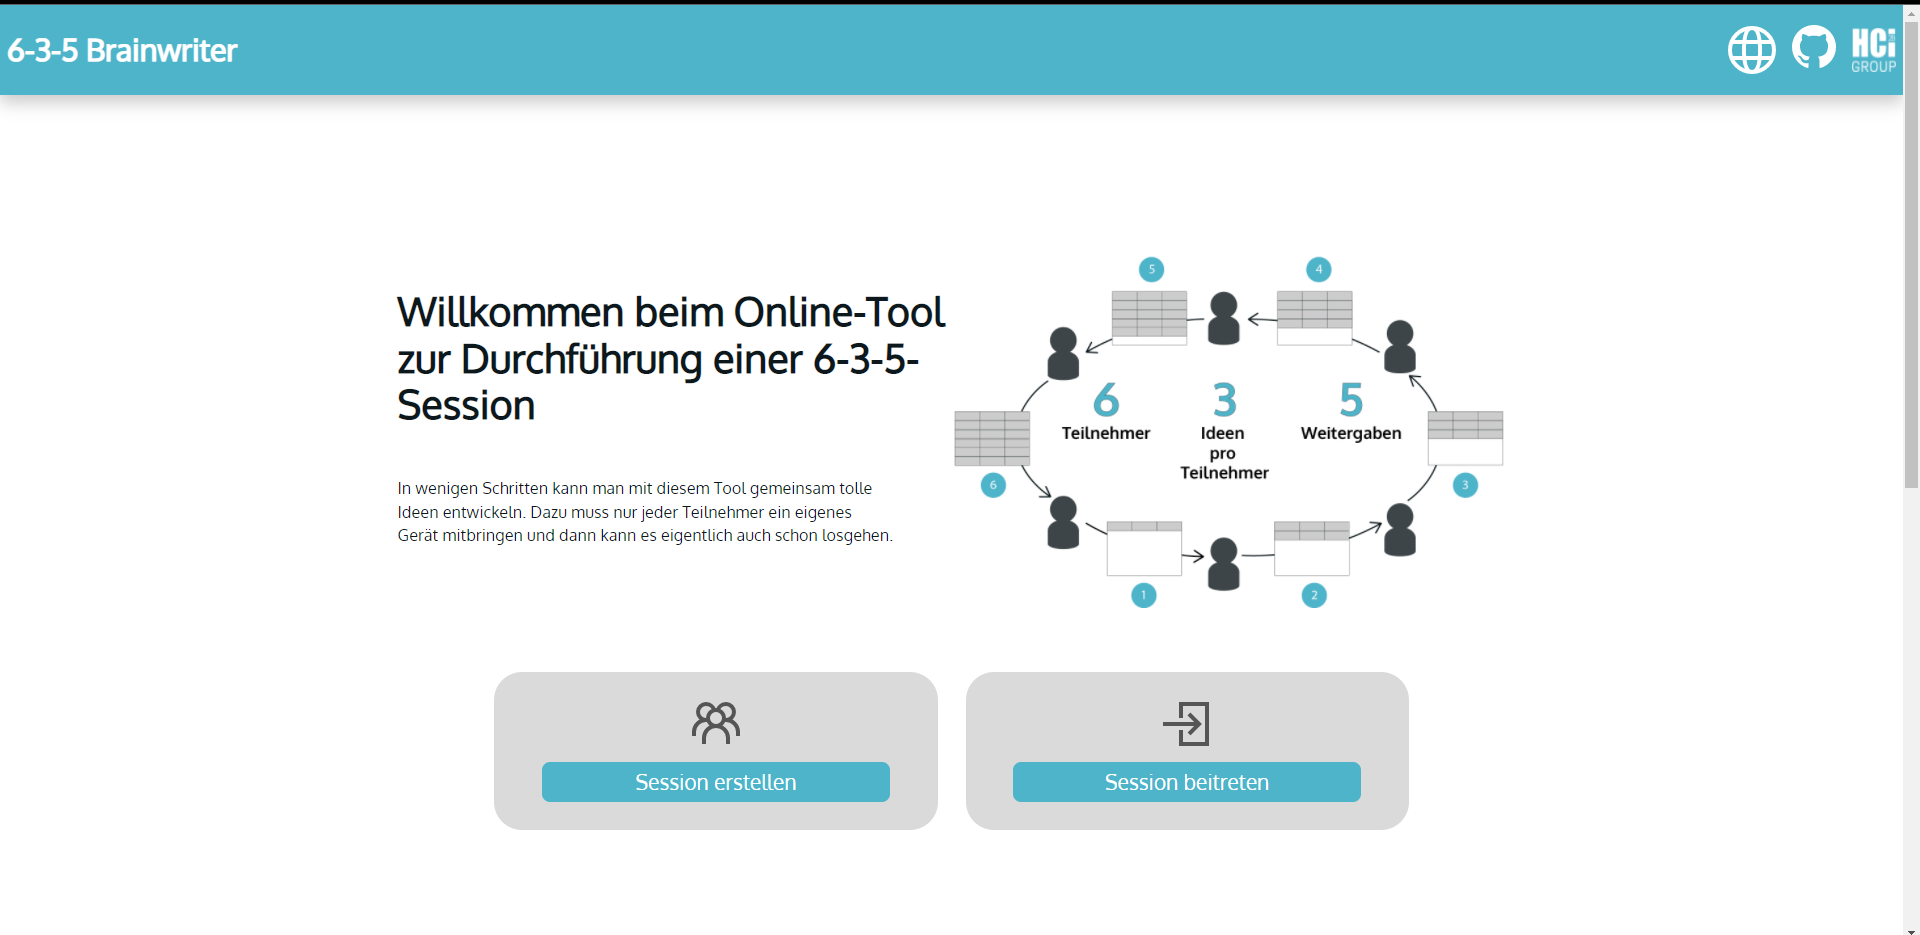 6-3-5 Brainwriter
HCi
GROUP
Willkommen beim Online-Tool
zur Durchführung einer 6-3-5-
Session
In wenigen Schritten kann man mit diesem Tool gemeinsam tolle
Ideen entwickeln. Dazu muss nur jeder Teilnehmer ein eigenes
Gerät mitbringen und dann kann es eigentlich auch schon losgehen.
5
4
6
Teilnehmer
3
Ideen
pro
Teilnehmer
5
Weitergaben
6
3
1
2
Session erstellen
Session beitreten